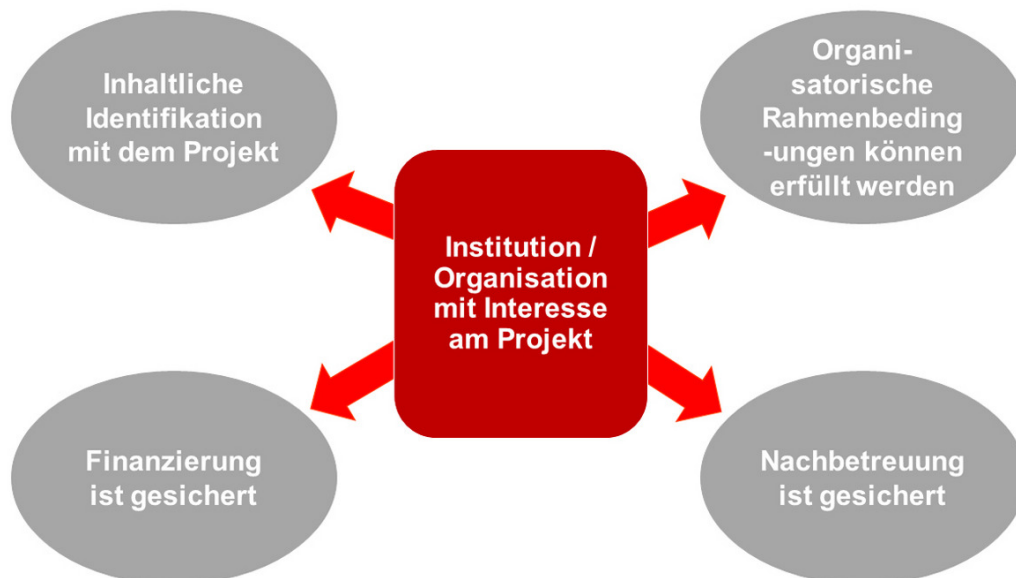 Inhaltliche
Identifikation
mit dem Projekt
Organi-
satorische
Rahmenbeding
-ungen können
erfüllt werden
Institution /
Organisation
mit Interesse
am Projekt
Finanzierung
ist gesichert
Nachbetreuung
ist gesichert